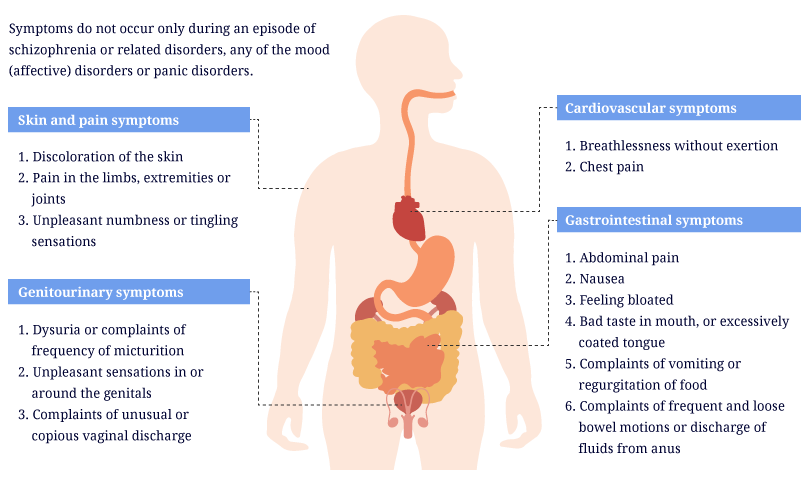 Symptoms do not occur only during an episode of
schizophrenia or related disorders, any of the mood
(affective) disorders or panic disorders.
Skin and pain symptoms
1. Discoloration of the skin
2. Pain in the limbs, extremities or
joints
3. Unpleasant numbness or tingling
sensations
Genitourinary symptoms
1. Dysuria or complaints of
frequency of micturition
2. Unpleasant sensations in or
around the genitals
3. Complaints of unusual or
copious vaginal discharge
Cardiovascular symptoms
1. Breathlessness without exertion
2. Chest pain
Gastrointestinal symptoms
1. Abdominal pain
2. Nausea
3. Feeling bloated
4. Bad taste in mouth, or excessively
coated tongue
5. Complaints of vomiting or
regurgitation of food
6. Complaints of frequent and loose
bowel motions or discharge of
fluids from anus